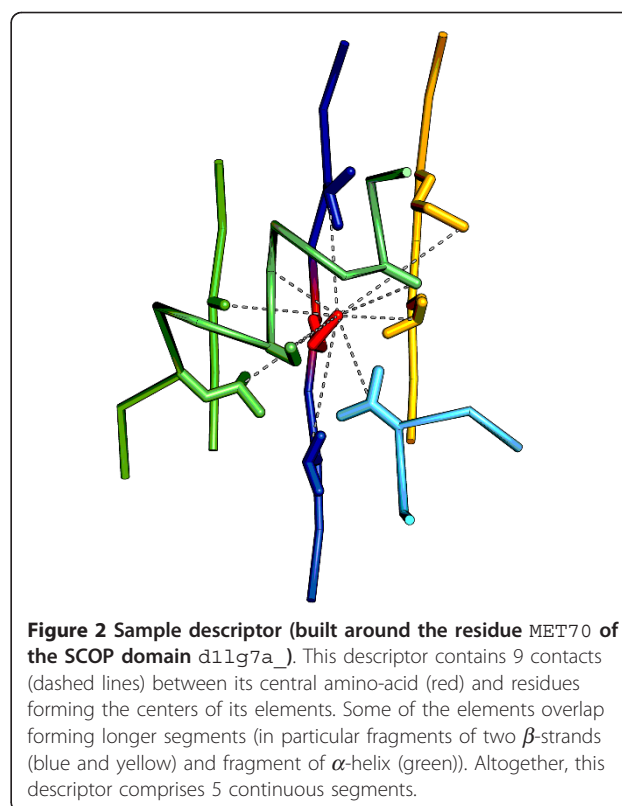 Figure 2 Sample descriptor (built around the residue MET70 of
the SCOP domain d1lg7a_). This descriptor contains 9 contacts
(dashed lines) between its central amino-acid (red) and residues
forming the centers of its elements. Some of the elements overlap
forming longer segments (in particular fragments of two β-strands
(blue and yellow) and fragment of α-helix (green)). Altogether, this
descriptor comprises 5 continuous segments.